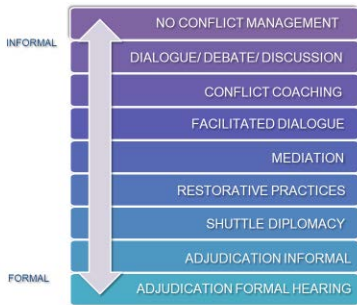 NO CONFLICT MANAGEMENT
INFORMAL
DIALOGUE/ DEBATE/ DISCUSSION
CONFLICT COACHING
FACILITATED DIALOGUE
MEDIATION
RESTORATIVE PRACTICES
SHUTTLE DIPLOMACY
ADJUDICATION INFORMAL
FORMAL
ADJUDICATION FORMAL HEARING